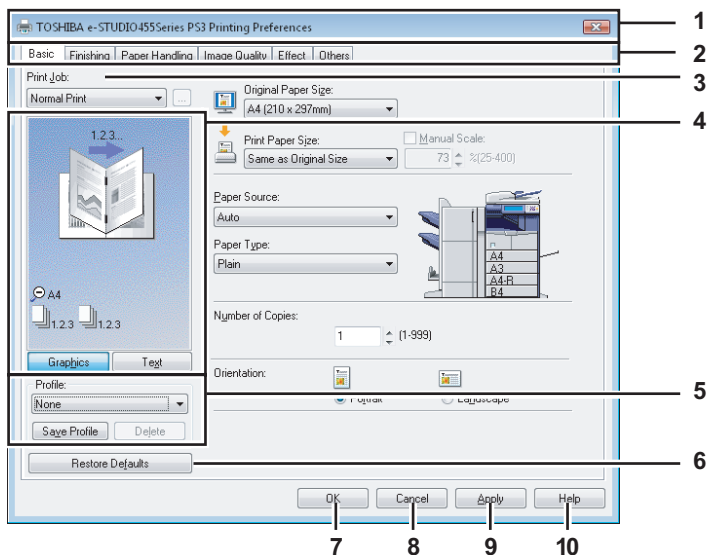 TOSHIBA e-STUDIO455Series PS3 Printing Preferences
1
Basic Finishing Paper Handling Image Quality Effect Others
2
Print Job:
3
Normal Print
...
Original Paper Size:
A4 (210 x 297mm)
4
1.2.3...
Print Paper Size:
Manual Scale:
Same as Original Size
73 %(25-400)
Paper Source:
Auto
Paper Type:
Plain
A4
A3
A4-R
B4
A4
1.2.3 1.2.3
Number of Copies:
1 (1-999)
Graphics Text
Orientation:
Portrait Landscape
Profile:
None
5
Save Profile Delete
Restore Defaults
6
OK Cancel Apply Help
7 8 9 10